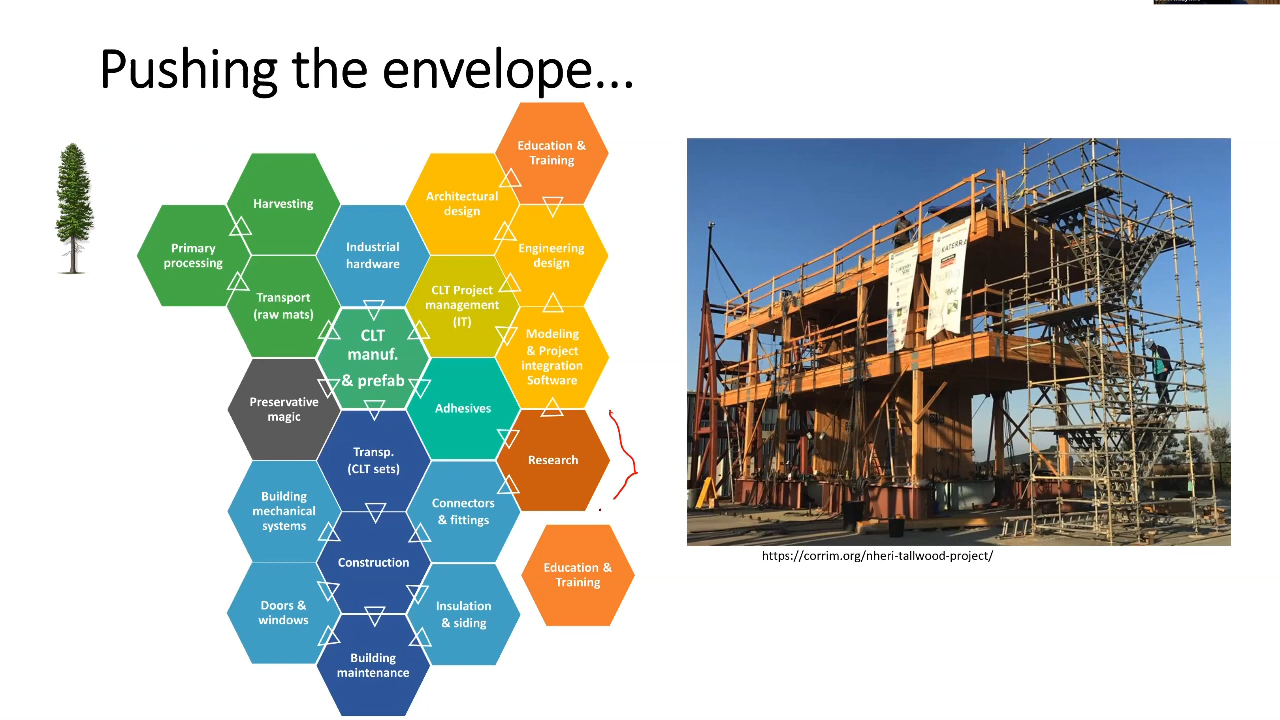 Pushing the envelope...
Education &
Training
Harvesting
Architectural
design
Primary
processing
Industrial
hardware
Engineering
design
Transport
(raw mats)
CLT Project
management
(IT)
CLT
manuf.
& prefab
Modeling
& Project
integration
Software
Preservative
magic
Adhesives
Transp.
(CLT sets)
Research
Building
mechanical
systems
Connectors
& fittings
Construction
Education &
Training
Doors &
windows
Insulation
& siding
Building
maintenance
KATERRA
https://corrim.org/nheri-tallwood-project/